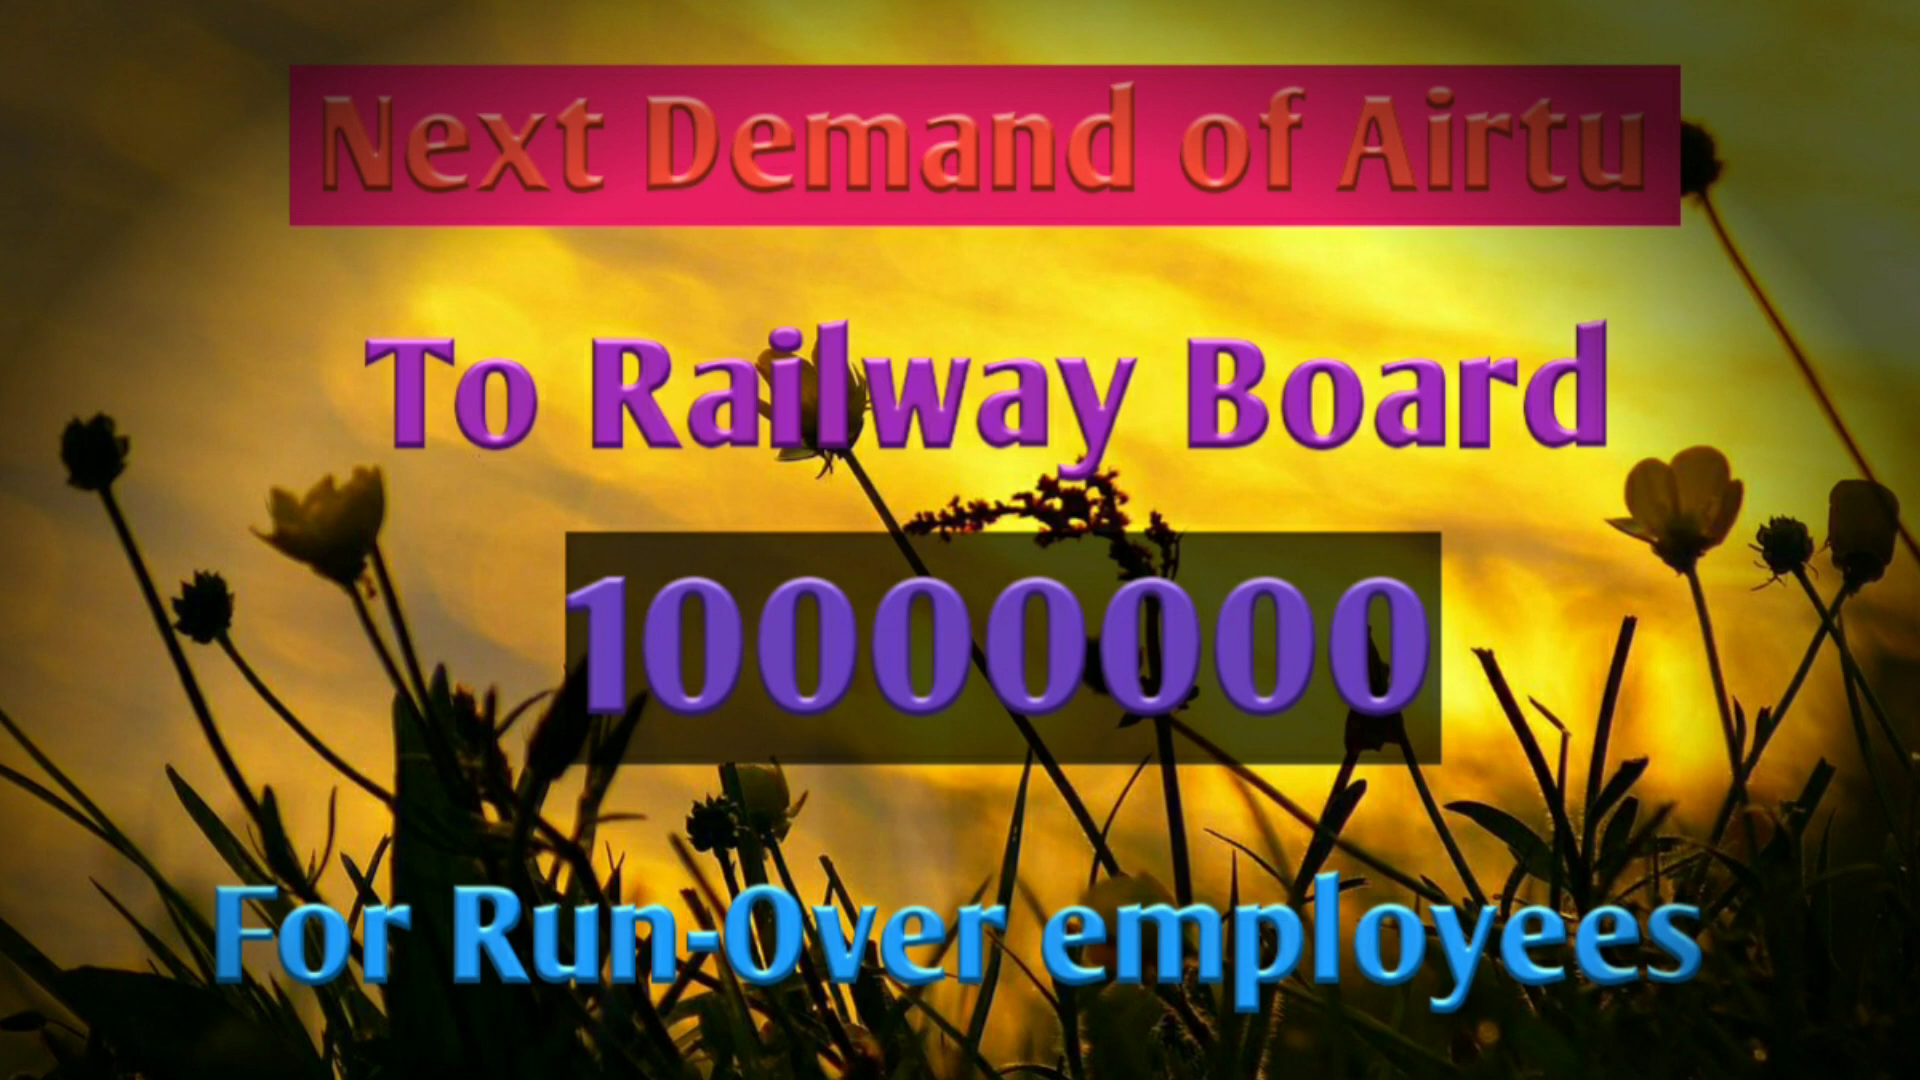 Next Demand of Airtu
To Railway Board
10000000
For Run-Over employees